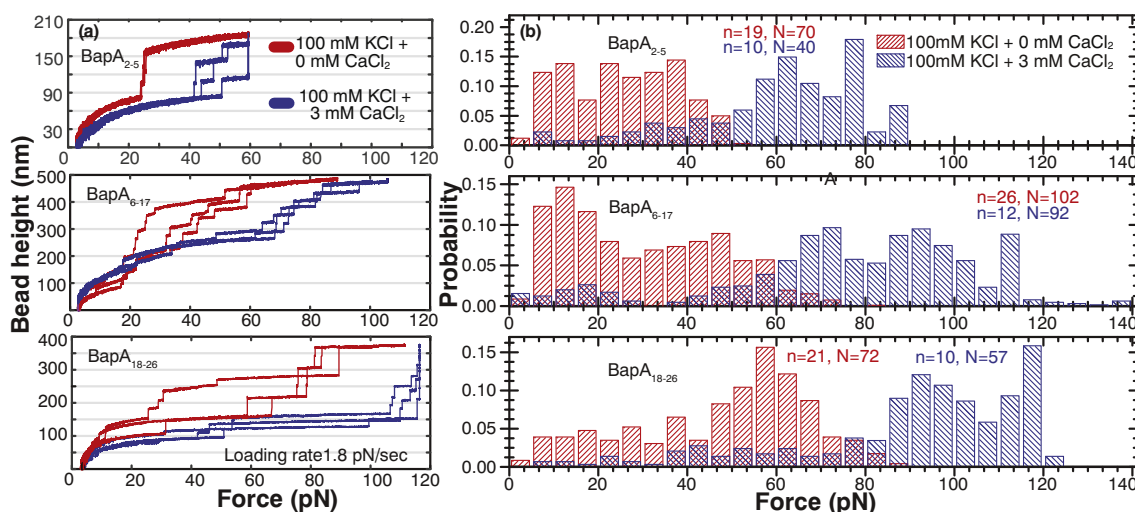 (a)
BapA2-5
100 mM KCl +
0 mM CaCl2
100 mM KCl +
3 mM CaCl2
210
150
90
30
0 20 40 60 80 100 120
BapA6-17
500
400
300
200
100
0 20 40 60 80 100 120
BapA18-26
400
300
200
100
Loading rate1.8 pN/sec
0 20 40 60 80 100 120
Bead height (nm)
Force (pN)
(b)
BapA2-5
n=19, N=70
n=10, N=40
100mM KCl + 0 mM CaCl2
100mM KCl + 3 mM CaCl2
0.20
0.15
0.10
0.05
0.00
0 20 40 60 80 100 120 140
A
BapA6-17
n=26, N=102
n=12, N=92
0.15
0.10
0.05
0.00
0 20 40 60 80 100 120 140
BapA18-26
n=21, N=72
n=10, N=57
0.15
0.10
0.05
0.00
0 20 40 60 80 100 120 140
Probability
Force (pN)